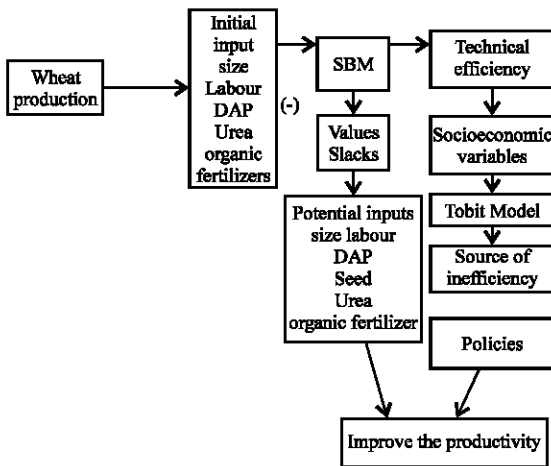 Wheat
production
Initial
input
size
Labour
DAP
Urea
organic
fertilizers
(-)
SBM
Values
Slacks
Potential inputs
size labour
DAP
Seed
Urea
organic fertilizer
Technical
efficiency
Socioeconomic
variables
Tobit Model
Source of
inefficiency
Policies
Improve the productivity